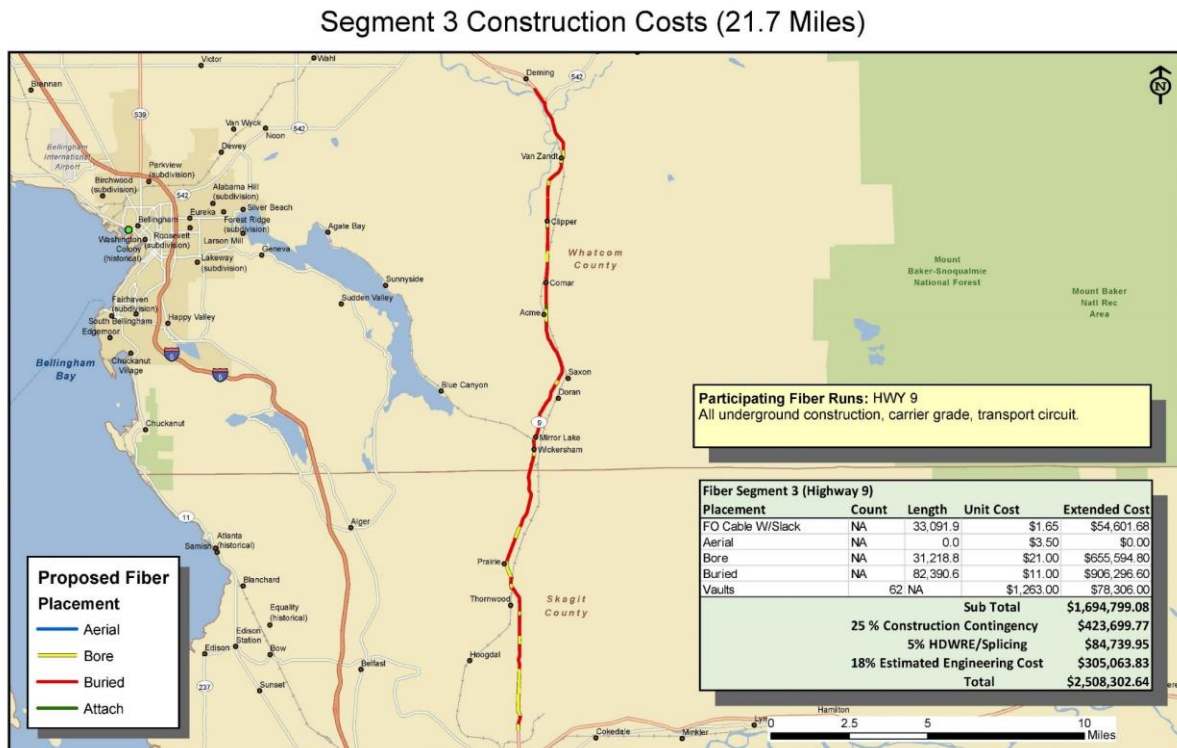 Segment 3 Construction Costs (21.7 Miles)
Victor
Wahl
Deming
542
Brennan
539
Van Wyck
542
Noon
Dewey
Van Zandt
Bellingham
International
Airport
Parkview
(subdivision)
Birchwood
(subdivision)
542
Alabama Hill
(subdivision)
Silver Beach
Eureka
Bellingham
Forest Ridge
(subdivision)
Roosevelt
(subdivision)
Washington
Colony
(historical)
Larson Mill
Lakeway
(subdivision)
Geneva
Agate Bay
Clipper
Whatcom
County
Sunnyside
Sudden Valley
Comar
Acme
Mount
Baker-Snoqualmie
National Forest
Mount Baker
Natl Rec
Area
Fairhaven
(subdivision)
South Bellingham
Edgemoor
Happy Valley
Chuckanut
Village
Bellingham
Bay
5
5
Blue Canyon
Saxon
Doran
Chuckanut
9
Mirror Lake
Wickersham
Participating Fiber Runs: HWY 9
All underground construction, carrier grade, transport circuit.
11
Alger
Atlanta
(historical)
Samish
Prairie
Blanchard
Thornwood
Skagit
County
Equality
(historical)
Edison
Station
Edison
Bow
Belfast
Hoogdal
237
Sunset
Cokedale
Minkler
Hamilton
Fiber Segment 3 (Highway 9)
Placement Count Length Unit Cost Extended Cost
FO Cable W/Slack NA 33,091.9 $1.65 $54,601.68
Aerial NA 0.0 $3.50 $0.00
Bore NA 31,218.8 $21.00 $655,594.80
Buried NA 82,390.6 $11.00 $906,296.60
Vaults 62 NA $1,263.00 $78,306.00
Sub Total $1,694,799.08
25 % Construction Contingency $423,699.77
5% HDWRE/Splicing $84,739.95
18% Estimated Engineering Cost $305,063.83
Total $2,508,302.64
Proposed Fiber
Placement
Aerial
Bore
Buried
Attach
0 2.5 5 10
Miles
N